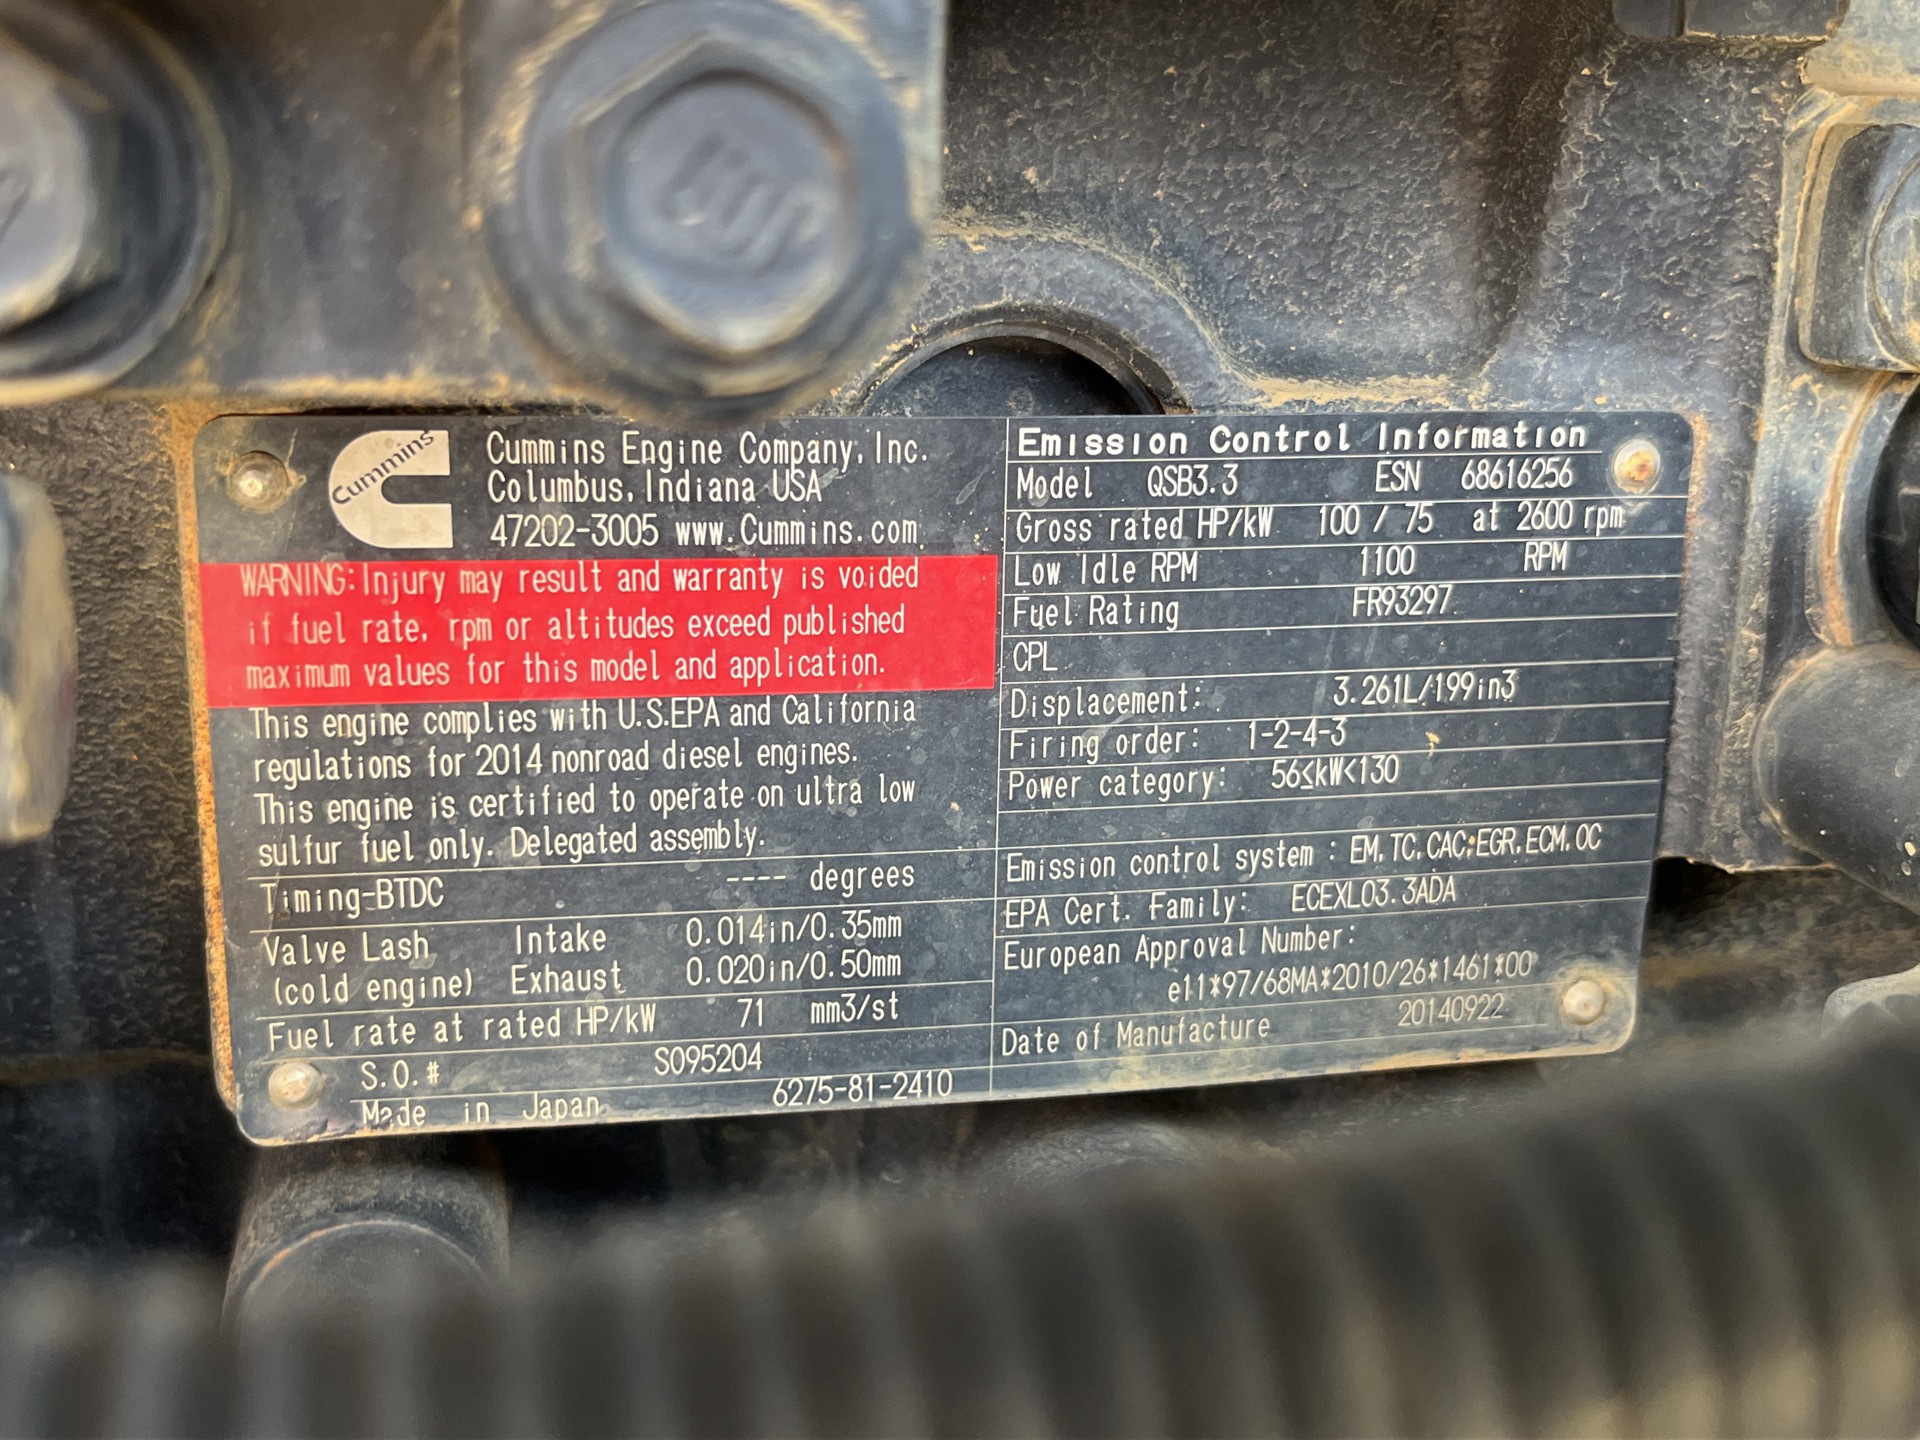 Cummins
Cummins Engine Company, Inc.
Columbus, Indiana USA
47202-3005 www.Cummins.com
WARNING: Injury may result and warranty is voided
if fuel rate, rpm or altitudes exceed published
maximum values for this model and application.
This engine complies with U.S.EPA and California
regulations for 2014 nonroad diesel engines.
This engine is certified to operate on ultra low
sulfur fuel only. Delegated assembly.
Timing-BTDC ---- degrees
Valve Lash Intake 0.014in/0.35mm
(cold engine) Exhaust 0.020in/0.50mm
Fuel rate at rated HP/kW 71 mm3/st
S.O.# SO95204
Made in Japan 6275-81-2410
Emission Control Information
Model QSB3.3 ESN 68616256
Gross rated HP/kW 100 / 75 at 2600 rpm
Low Idle RPM 1100 RPM
Fuel Rating FR93297
CPL
Displacement: 3.261L/199in3
Firing order: 1-2-4-3
Power category: 56≤kW<130
Emission control system : EM, TC, CAC, EGR, ECM, OC
EPA Cert. Family: ECEXL03.3ADA
European Approval Number:
e11*97/68MA*2010/26*1461*00
Date of Manufacture 20140922